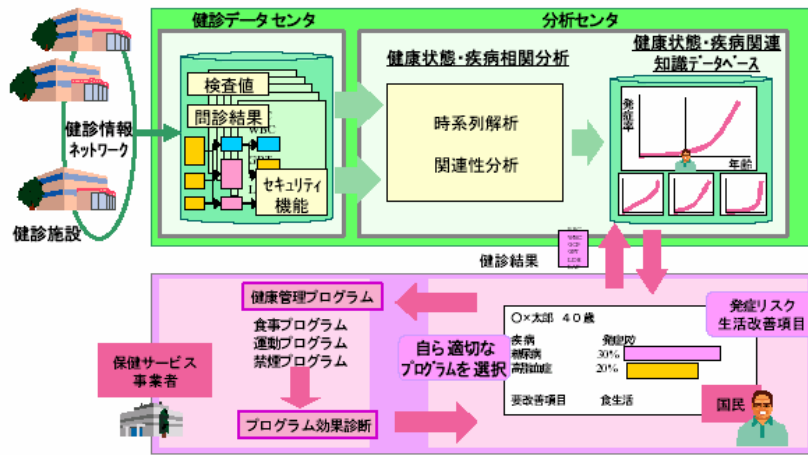 健診データセンタ
分析センタ
検査値
問診結果
WBC
GPT
セキュリティ
機能
健診情報
ネットワーク
健診施設
健康状態・疾病相関分析
時系列解析
関連性分析
健康状態・疾病関連
知識データベース
発症率
年齢
健診結果
健康管理プログラム
食事プログラム
運動プログラム
禁煙プログラム
プログラム効果診断
保健サービス
事業者
自ら適切な
プログラムを選択
〇×太郎 40歳
疾病
糖尿病 30%
高脂血症 20%
要改善項目 食生活
発症リスク
生活改善項目
国民